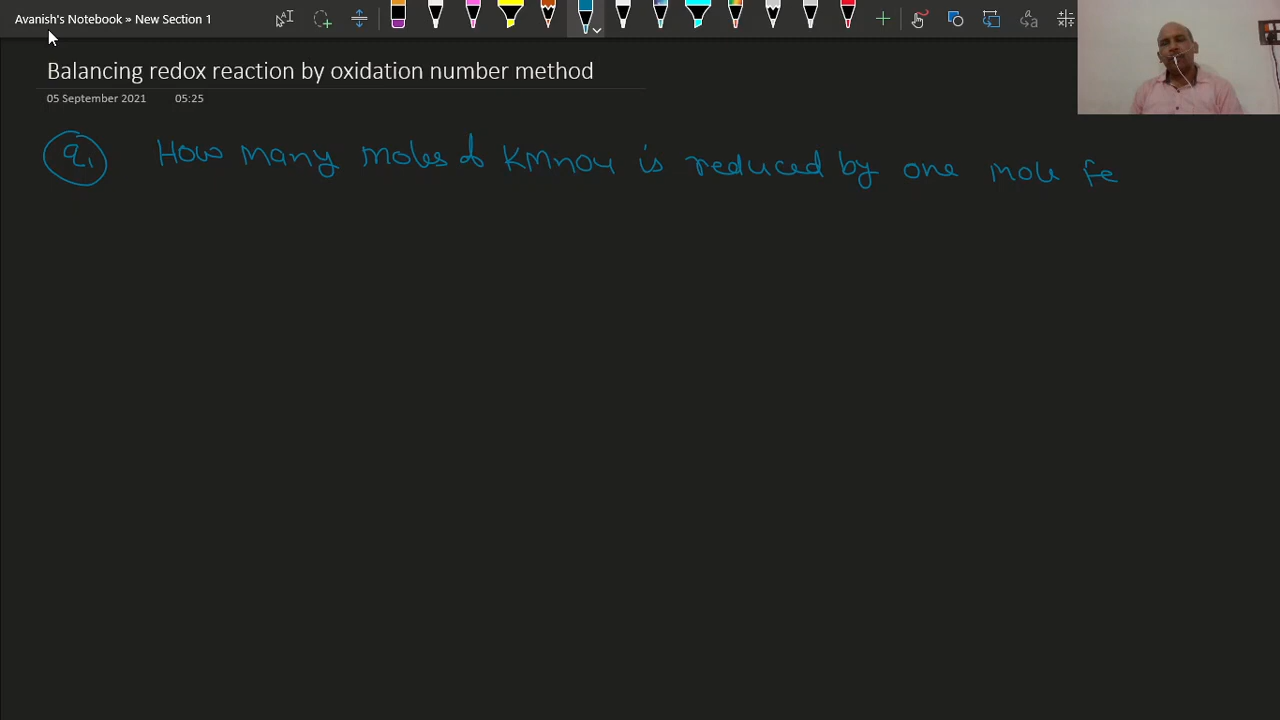 Avanish's Notebook » New Section 1
Balancing redox reaction by oxidation number method
05 September 2021 05:25
Q1 How many moles of KMnO4 is reduced by one mole Fe